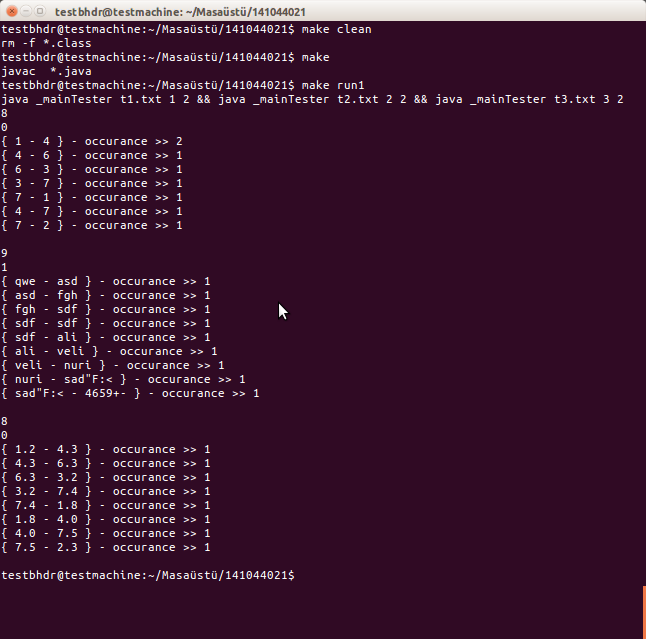 testbhdr@testmachine: ~/Masaüstü/141044021
testbhdr@testmachine:~/Masaüstü/141044021$ make clean
rm -f *.class
testbhdr@testmachine:~/Masaüstü/141044021$ make
javac  *.java
testbhdr@testmachine:~/Masaüstü/141044021$ make run1
java _mainTester t1.txt 1 2 && java _mainTester t2.txt 2 2 && java _mainTester t3.txt 3 2
8
0
{ 1 - 4 } - occurance >> 2
{ 4 - 6 } - occurance >> 1
{ 6 - 3 } - occurance >> 1
{ 3 - 7 } - occurance >> 1
{ 7 - 1 } - occurance >> 1
{ 4 - 7 } - occurance >> 1
{ 7 - 2 } - occurance >> 1
9
1
{ qwe - asd } - occurance >> 1
{ asd - fgh } - occurance >> 1
{ fgh - sdf } - occurance >> 1
{ sdf - sdf } - occurance >> 1
{ sdf - ali } - occurance >> 1
{ ali - veli } - occurance >> 1
{ veli - nuri } - occurance >> 1
{ nuri - sad"F:< } - occurance >> 1
{ sad"F:< - 4659+- } - occurance >> 1
8
0
{ 1.2 - 4.3 } - occurance >> 1
{ 4.3 - 6.3 } - occurance >> 1
{ 6.3 - 3.2 } - occurance >> 1
{ 3.2 - 7.4 } - occurance >> 1
{ 7.4 - 1.8 } - occurance >> 1
{ 1.8 - 4.0 } - occurance >> 1
{ 4.0 - 7.5 } - occurance >> 1
{ 7.5 - 2.3 } - occurance >> 1
testbhdr@testmachine:~/Masaüstü/141044021$